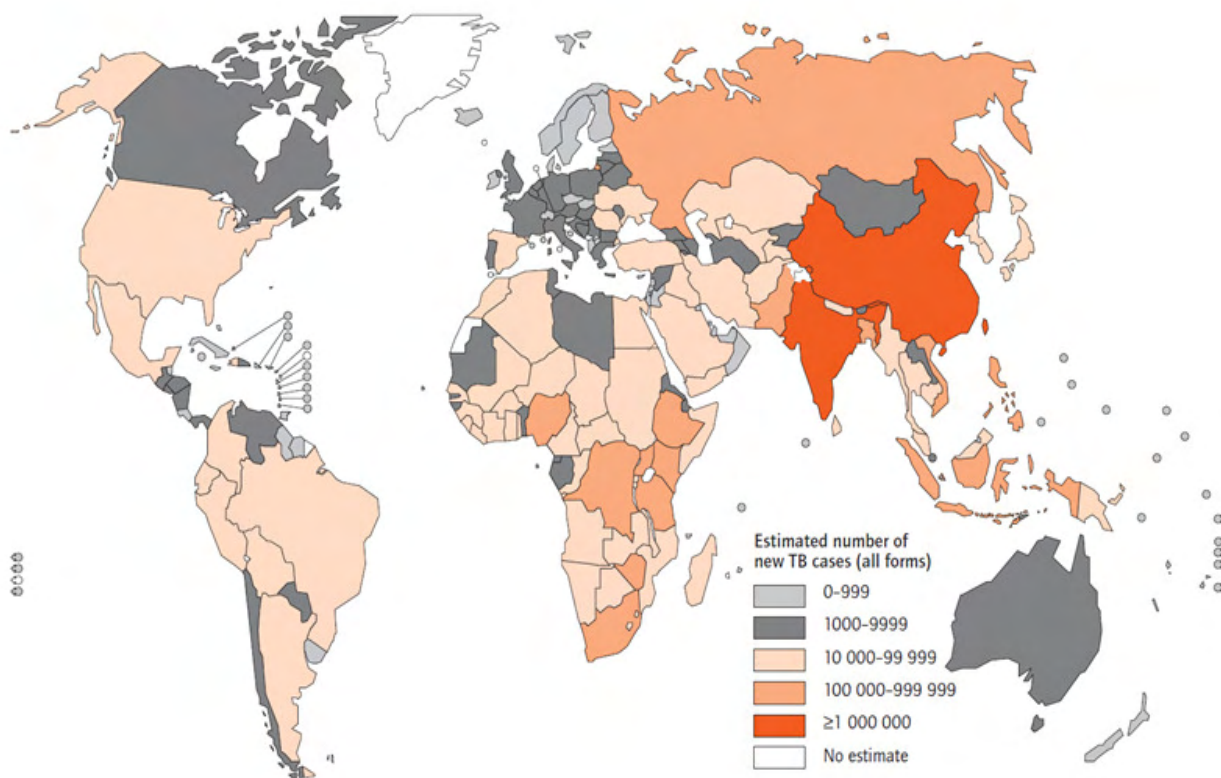 Estimated number of
new TB cases (all forms)
0–999
1000–9999
10 000–99 999
100 000–999 999
≥1 000 000
No estimate